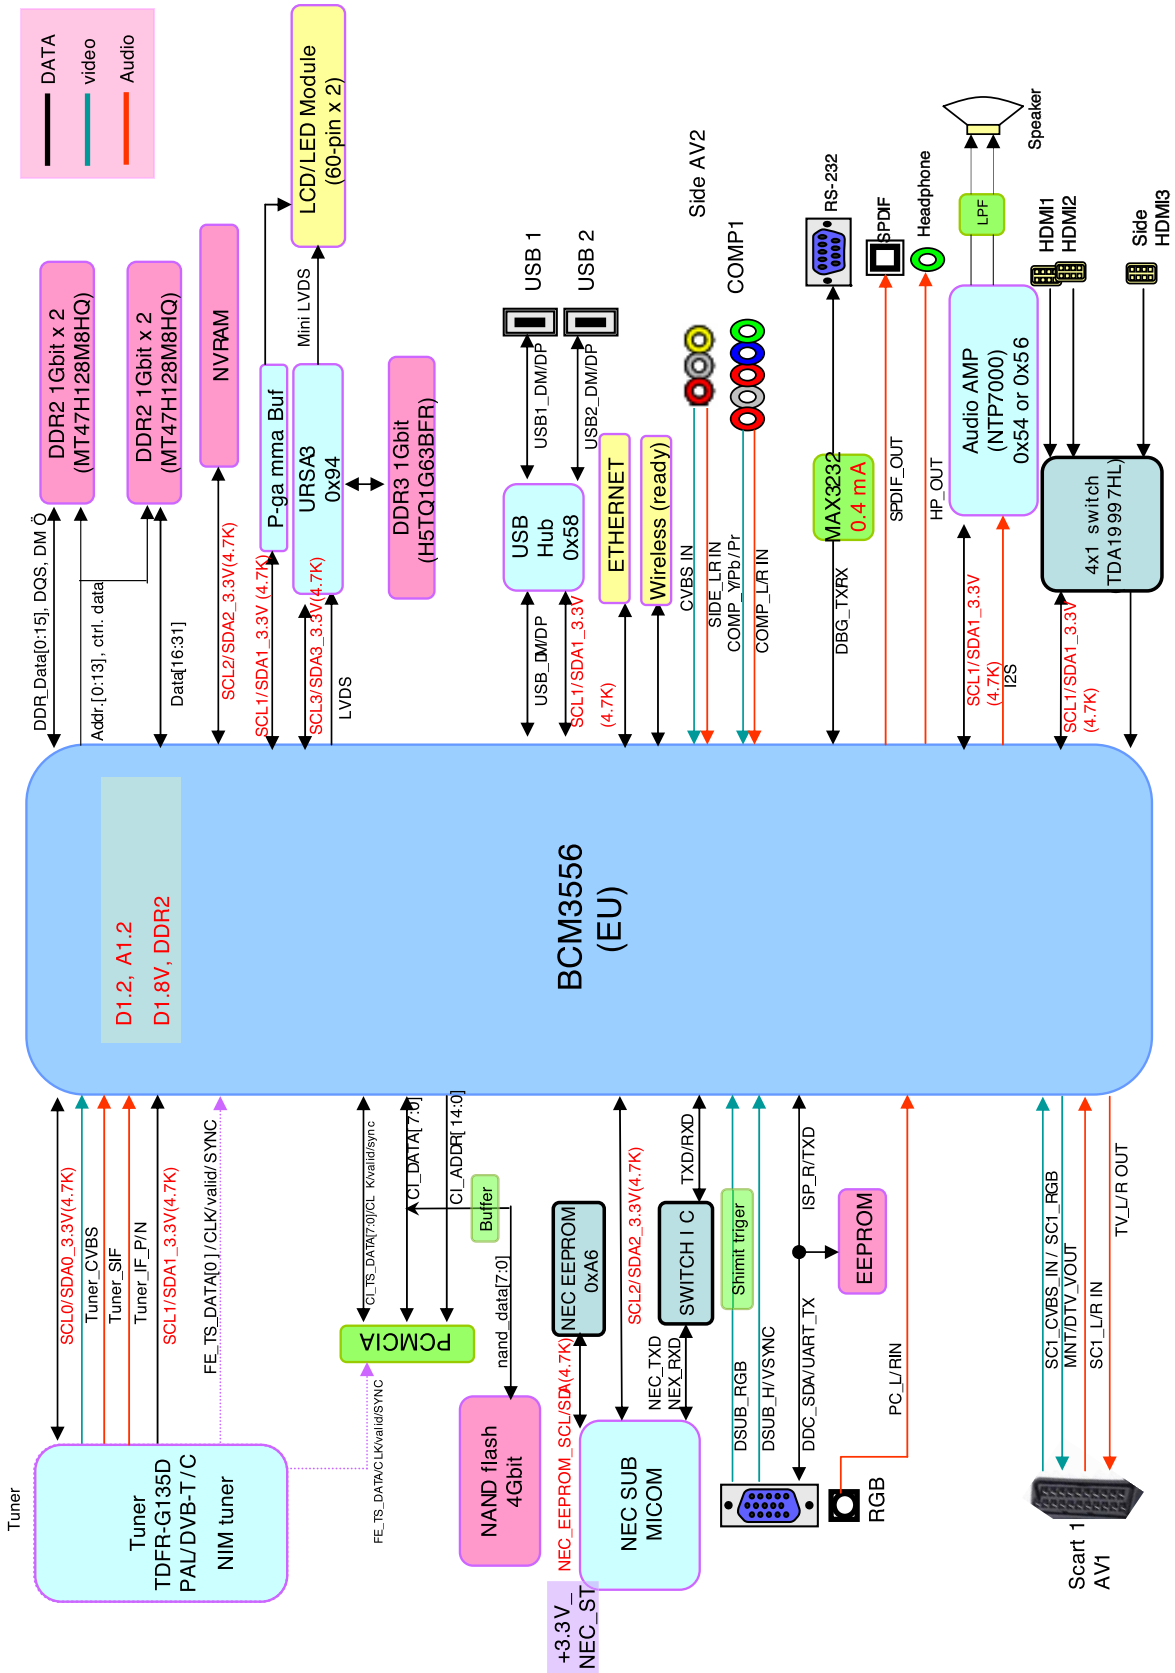 DATA
video
Audio
LCD/LED Module
(60-pin x 2)
DDR2 1Gbit x 2
(MT47H128M8HQ)
DDR2 1Gbit x 2
(MT47H128M8HQ)
NVRAM
P-ga mma Buf
URSA3
0x94
Mini LVDS
DDR3 1Gbit
(H5TQ1G63BFR)
USB 1
USB 2
USB1_DM/DP
USB2_DM/DP
USB
Hub
0x58
ETHERNET
Wireless (ready)
Side AV2
COMP1
RS-232
SPDIF
Headphone
Speaker
LPF
HDMI1
HDMI2
Side
HDMI3
MAX3232
0.4 mA
Audio AMP
(NTP7000)
0x54 or 0x56
4x1 switch
TDA19997HL)
DDR_Data[0:15], DQS, DM Ö
Addr.[0:13], ctrl. data
Data[16:31]
SCL2/SDA2_3.3V(4.7K)
SCL1/SDA1_3.3V (4.7K)
SCL3/SDA3_3.3V(4.7K)
LVDS
USB_DM/DP
SCL1/SDA1_3.3V
(4.7K)
CVBS IN
SIDE_LR IN
COMP_Y/Pb/Pr
COMP_L/R IN
DBG_TXRX
SPDIF_OUT
HP_OUT
SCL1/SDA1_3.3V
(4.7K)
I2S
SCL1/SDA1_3.3V
(4.7K)
D1.2, A1.2
D1.8V, DDR2
BCM3556
(EU)
SCL0/SDA0_3.3V(4.7K)
Tuner_CVBS
Tuner_SIF
Tuner_IF_P/N
SCL1/SDA1_3.3V(4.7K)
FE_TS_DATA[0]/CLK/valid/SYNC
CI_TS_DATA[7:0]/CL K/valid/sync
CI_DATA[7:0]
CI_ADDR[14:0]
Buffer
nand_data[7:0]
PCMCIA
FE_TS_DATA/CLK/valid/SYNC
NEC EEPROM
0xA6
SCL2/SDA2_3.3V(4.7K)
TXD/RXD
SWITCH I C
Shimit triger
ISP_R/TXD
EEPROM
NEC_EEPROM_SCL/SDA(4.7K)
NEC_TXD
NEX_RXD
DSUB_RGB
DSUB_H/VSYNC
DDC_SDA/UART_TX
PC_L/RIN
SC1_CVBS_IN / SC1_RGB
MNT/DTV_VOUT
SC1_L/R IN
TV_L/R OUT
Tuner
Tuner
TDFR-G135D
PAL/DVB-T/C
NIM tuner
NAND flash
4Gbit
NEC SUB
MICOM
+3.3V_
NEC_ST
RGB
Scart 1
AV1